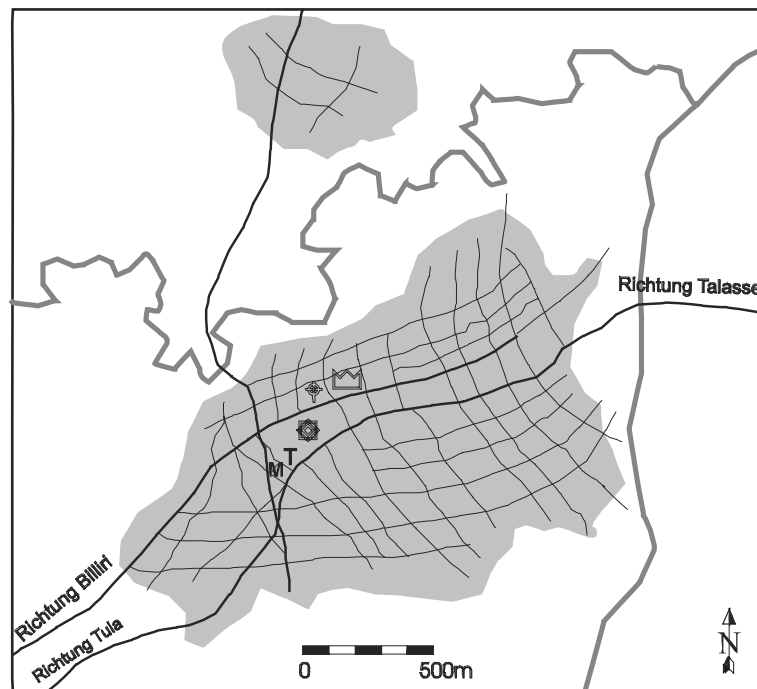 Richtung Talasse
T
M
Richtung Billiri
Richtung Tula
0 500m
N